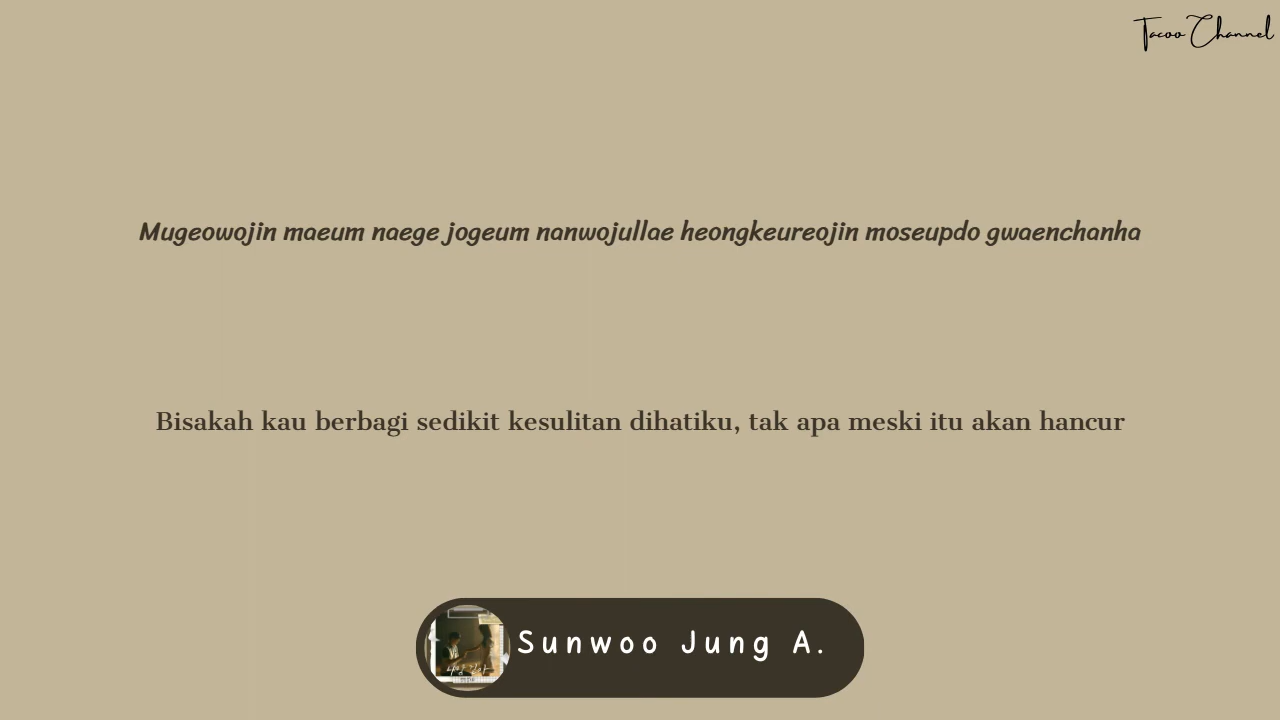 Tacoo Channel
Mugeowojin maeum naege jogeum nanwojullae heongkeureojin moseupdo gwaenchanha
Bisakah kau berbagi sedikit kesulitan dihatiku, tak apa meski itu akan hancur
Sunwoo Jung A.